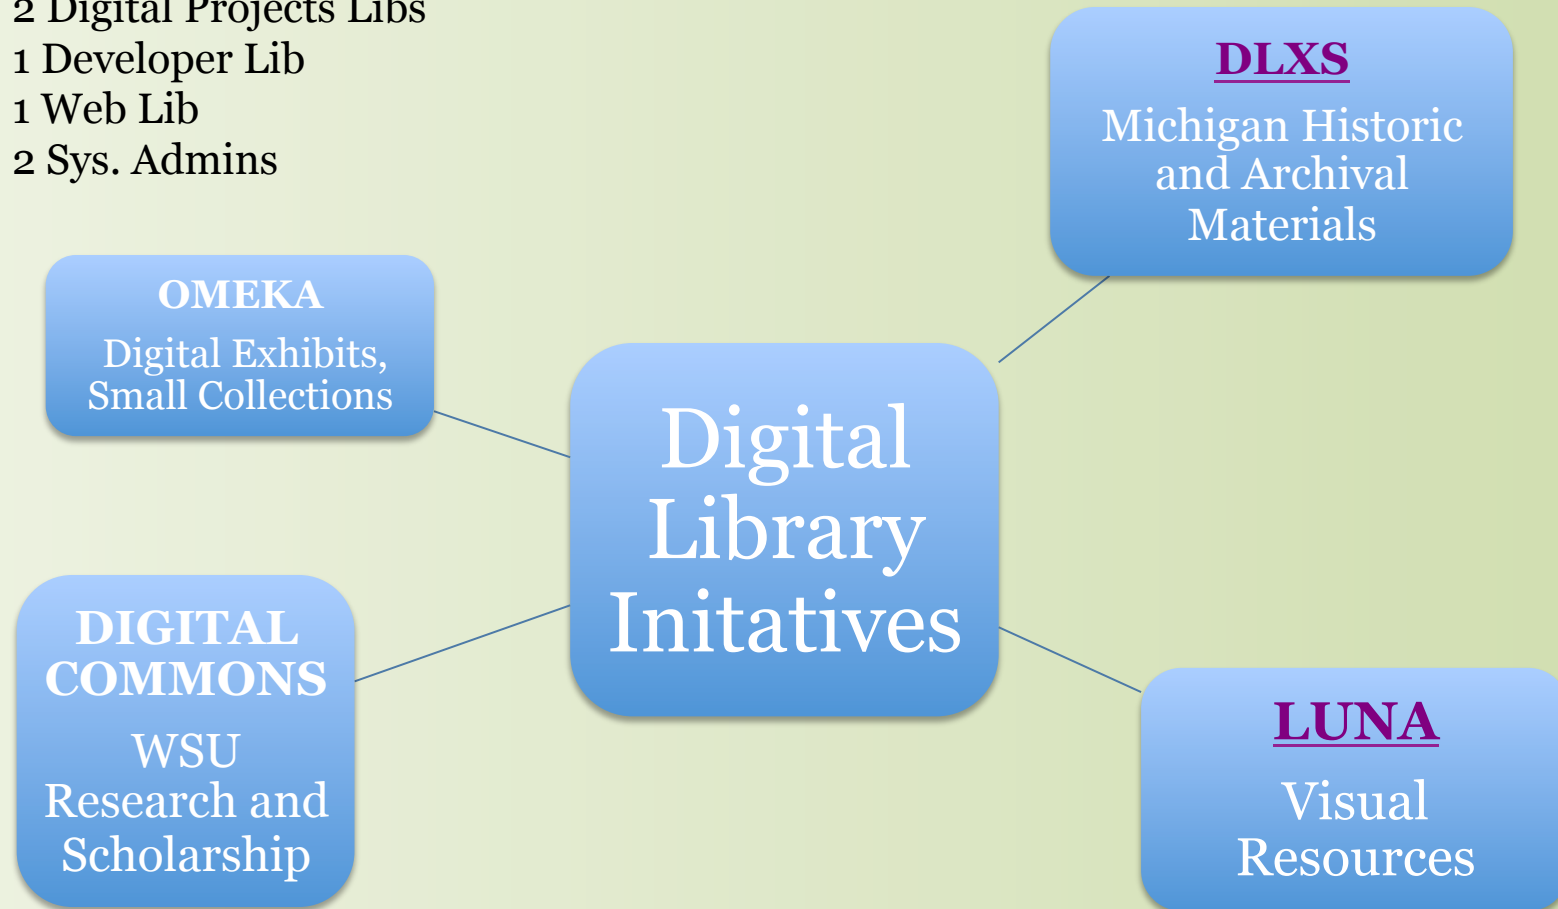 2 Digital Projects Libs
1 Developer Lib
1 Web Lib
2 Sys. Admins
DLXS
Michigan Historic
and Archival
Materials
OMEKA
Digital Exhibits,
Small Collections
Digital
Library
Initatives
DIGITAL
COMMONS
WSU
Research and
Scholarship
LUNA
Visual
Resources